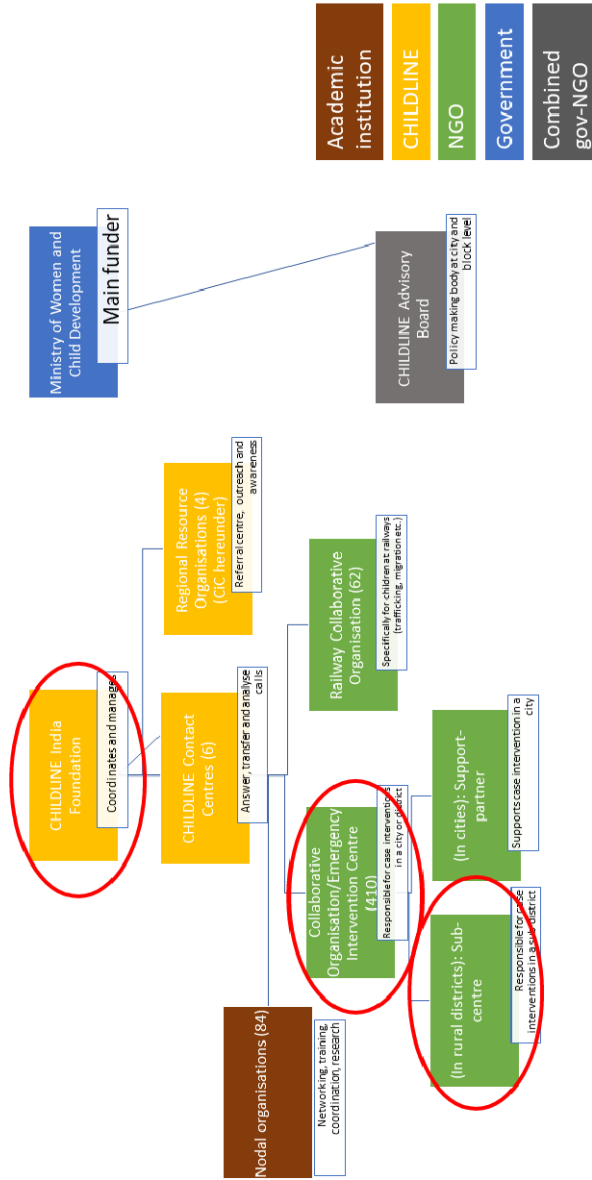 CHILDLINE India
Foundation
Coordinates and manages
Ministry of Women and
Child Development
Main funder
CHILDLINE Contact
Centres (6)
Answer, transfer and analyse
calls
Regional Resource
Organisations (4)
(CiC hereunder)
Referral centre, outreach and
awareness
Nodal organisations (84)
Networking, training,
coordination, research
Collaborative
Organisation/Emergency
Intervention Centre
(410)
Responsible for case interventions
in a city or district
Railway Collaborative
Organisation (62)
Specifically for children at railways
(trafficking, migration etc.)
CHILDLINE Advisory
Board
Policy making body at city and
block level
(In rural districts): Sub-
centre
Responsible for case
interventions in a sub-district
(In cities): Support-
partner
Supports case intervention in a
city
Academic
institution
CHILDLINE
NGO
Government
Combined
gov-NGO